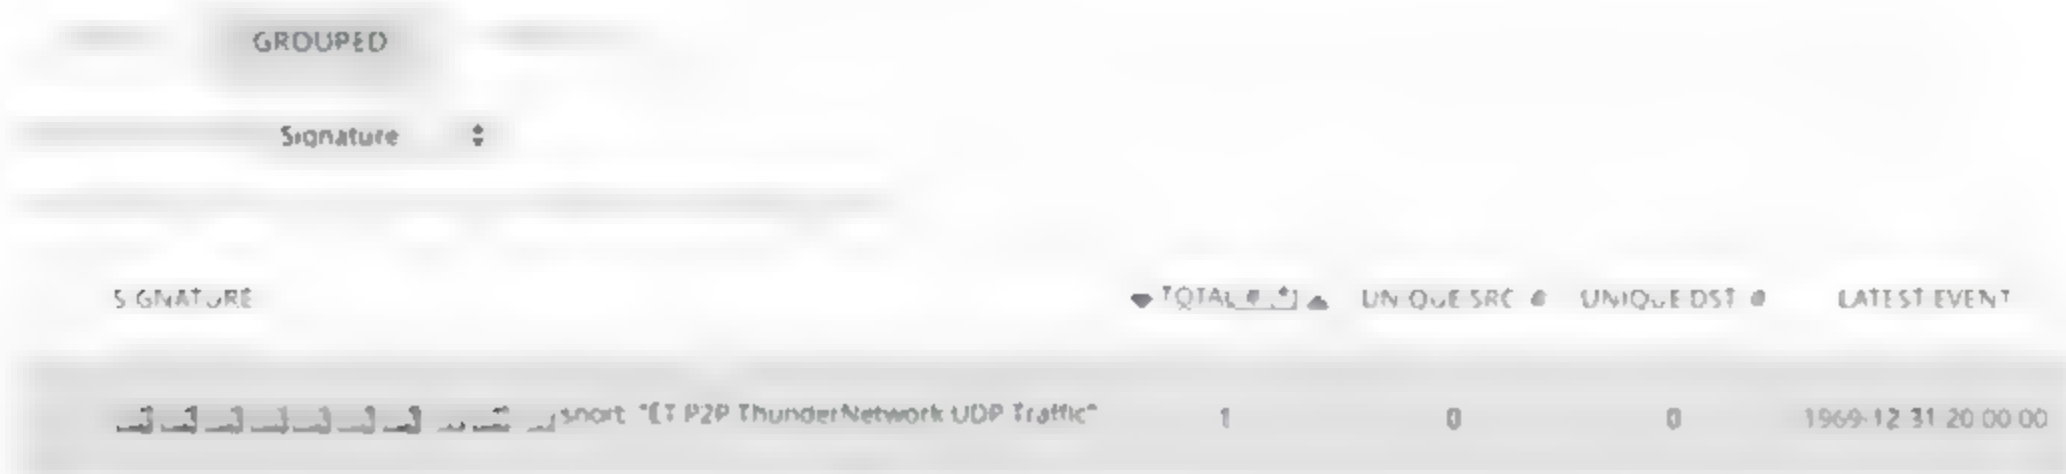 GROUPED
Signature
SIGNATURE TOTAL UNIQUE SRC UNIQUE DST LATEST EVENT
snort "ET P2P ThunderNetwork UDP Traffic" 1 0 0 1969-12-31 20:00:00